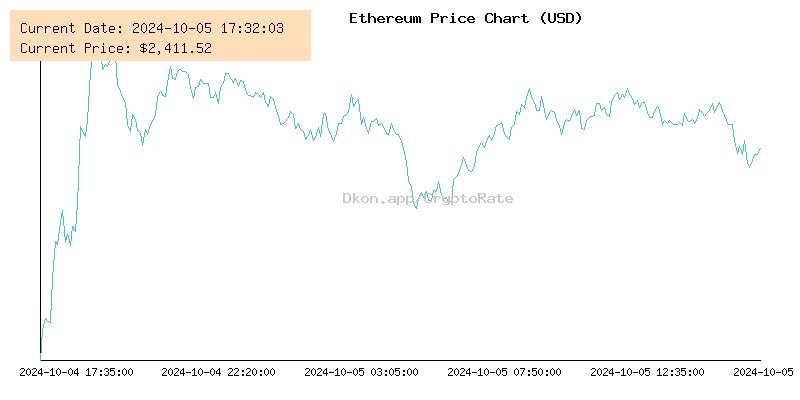 Ethereum Price Chart (USD)
Current Date: 2024-10-05 17:32:03
Current Price: $2,411.52
Dkon.app/CryptoRate
2024-10-04 17:35:00
2024-10-04 22:20:00
2024-10-05 03:05:00
2024-10-05 07:50:00
2024-10-05 12:35:00
2024-10-05